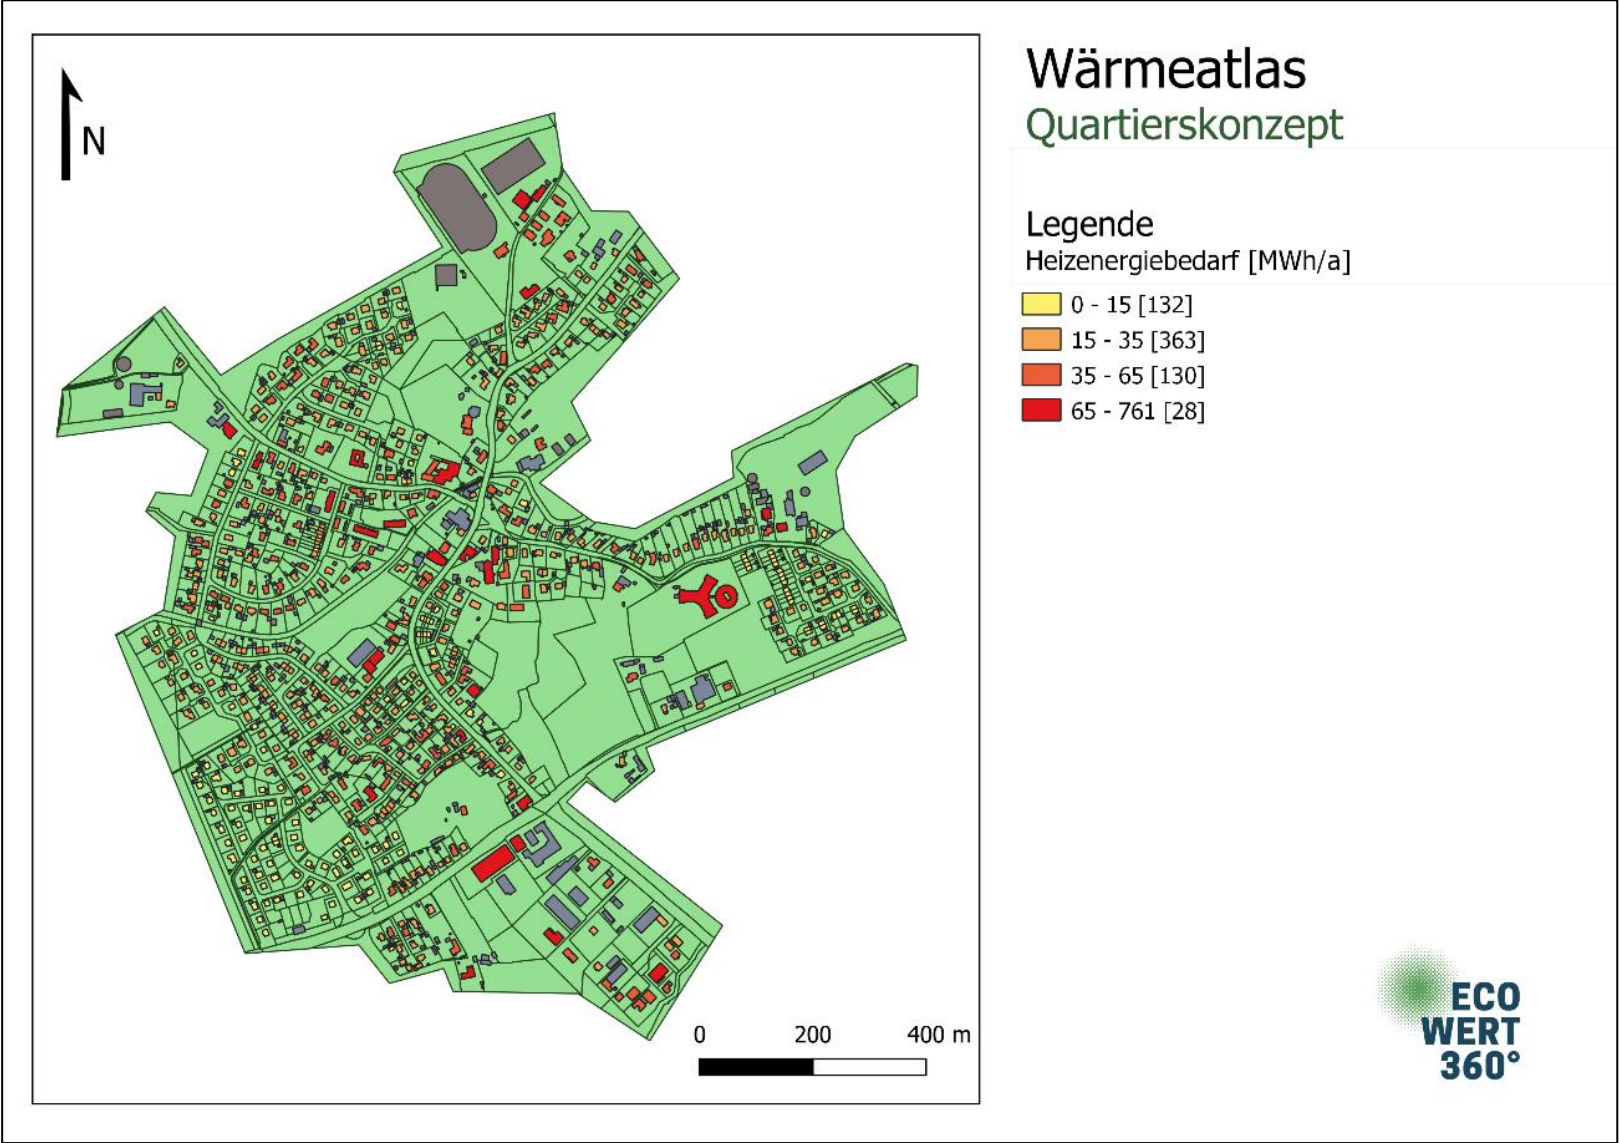 N
Wärmeatlas
Quartierskonzept
Legende
Heizenergiebedarf [MWh/a]
0 - 15 [132]
15 - 35 [363]
35 - 65 [130]
65 - 761 [28]
0 200 400 m
ECO
WERT
360°